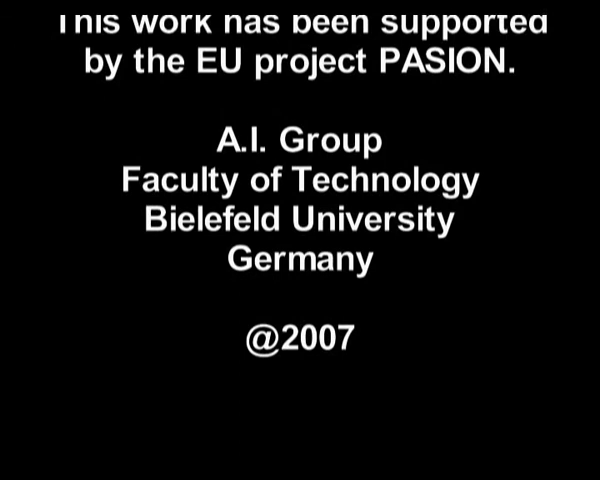 This work has been supported
by the EU project PASION.
A.I. Group
Faculty of Technology
Bielefeld University
Germany
@2007